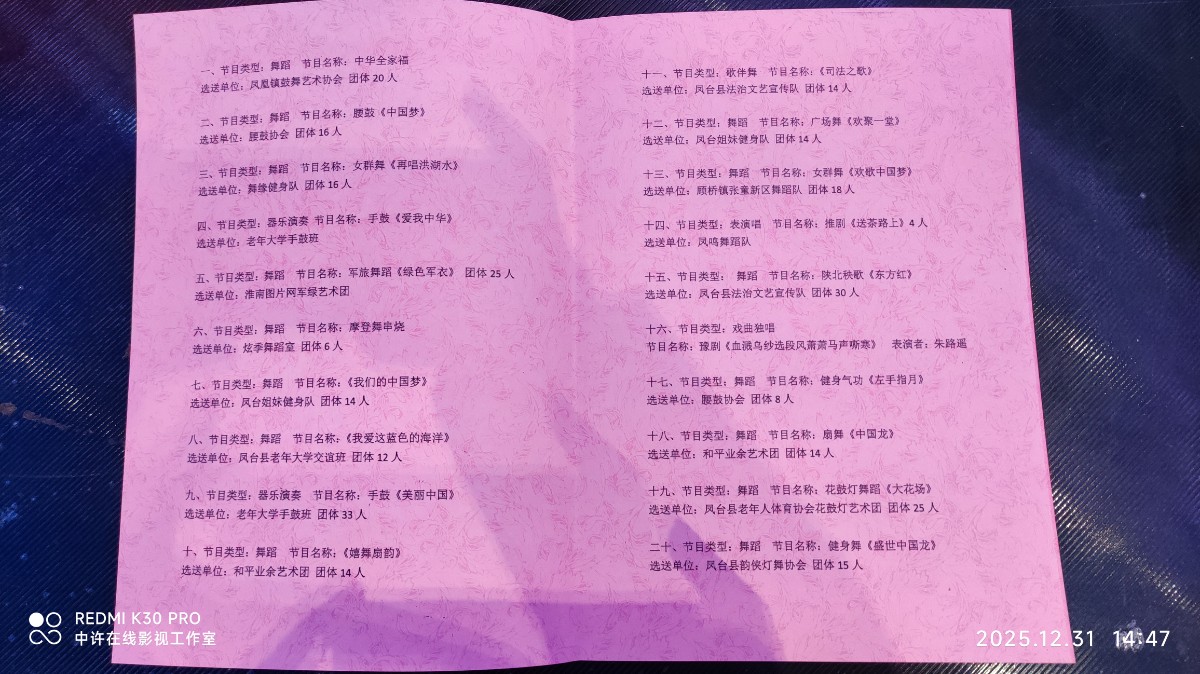 一、节目类型：舞蹈 节目名称：中华全家福
选送单位：凤凰镇鼓舞艺术协会 团体 20 人
二、节目类型：舞蹈 节目名称：腰鼓《中国梦》
选送单位：腰鼓协会 团体 16 人
三、节目类型：舞蹈 节目名称：女群舞《再唱洪湖水》
选送单位：舞缘健身队 团体 16 人
四、节目类型：器乐演奏 节目名称：手鼓《爱我中华》
选送单位：老年大学手鼓班
五、节目类型：舞蹈 节目名称：军旅舞蹈《绿色军衣》 团体 25 人
选送单位：淮南图片网军绿艺术团
六、节目类型：舞蹈 节目名称：摩登舞串烧
选送单位：炫季舞蹈室 团体 6 人
七、节目类型：舞蹈 节目名称：《我们的中国梦》
选送单位：凤台姐妹健身队 团体 14 人
八、节目类型：舞蹈 节目名称：《我爱这蓝色的海洋》
选送单位：凤台县老年大学交谊班 团体 12 人
九、节目类型：器乐演奏 节目名称：手鼓《美丽中国》
选送单位：老年大学手鼓班 团体 33 人
十、节目类型：舞蹈 节目名称：《嬉舞扇韵》
选送单位：和平业余艺术团 团体 14 人
十一、节目类型：歌伴舞 节目名称：《司法之歌》
选送单位：凤台县法治文艺宣传队 团体 14 人
十二、节目类型：舞蹈 节目名称：广场舞《欢聚一堂》
选送单位：凤台姐妹健身队 团体 14 人
十三、节目类型：舞蹈 节目名称：女群舞《欢歌中国梦》
选送单位：顾桥镇张童新区舞蹈队 团体 18 人
十四、节目类型：表演唱 节目名称：推剧《送茶路上》4 人
选送单位：凤鸣舞蹈队
十五、节目类型： 舞蹈 节目名称：陕北秧歌《东方红》
选送单位：凤台县法治文艺宣传队 团体 30 人
十六、节目类型：戏曲独唱
节目名称：豫剧《血溅乌纱选段风萧萧马声嘶寒》 表演者：朱路遥
十七、节目类型：舞蹈 节目名称：健身气功《左手指月》
选送单位：腰鼓协会 团体 8 人
十八、节目类型：舞蹈 节目名称：扇舞《中国龙》
选送单位：和平业余艺术团 团体 14 人
十九、节目类型：舞蹈 节目名称：花鼓灯舞蹈《大花场》
选送单位：凤台县老年人体育协会花鼓灯艺术团 团体 25 人
二十、节目类型：舞蹈 节目名称：健身舞《盛世中国龙》
选送单位：凤台县韵侠灯舞协会 团体 15 人
REDMI K30 PRO
中许在线影视工作室
2025.12.31 14:47